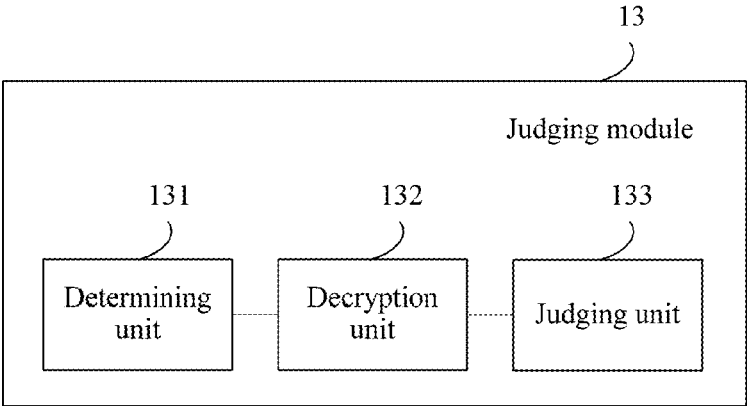 13
Judging module
131
132
133
Determining
unit
Decryption
unit
Judging unit